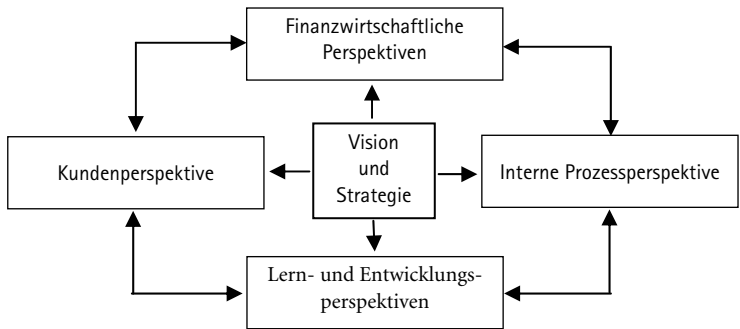 Finanzwirtschaftliche
Perspektiven
Vision
und
Strategie
Kundenperspektive
Interne Prozessperspektive
Lern- und Entwicklungs-
perspektiven